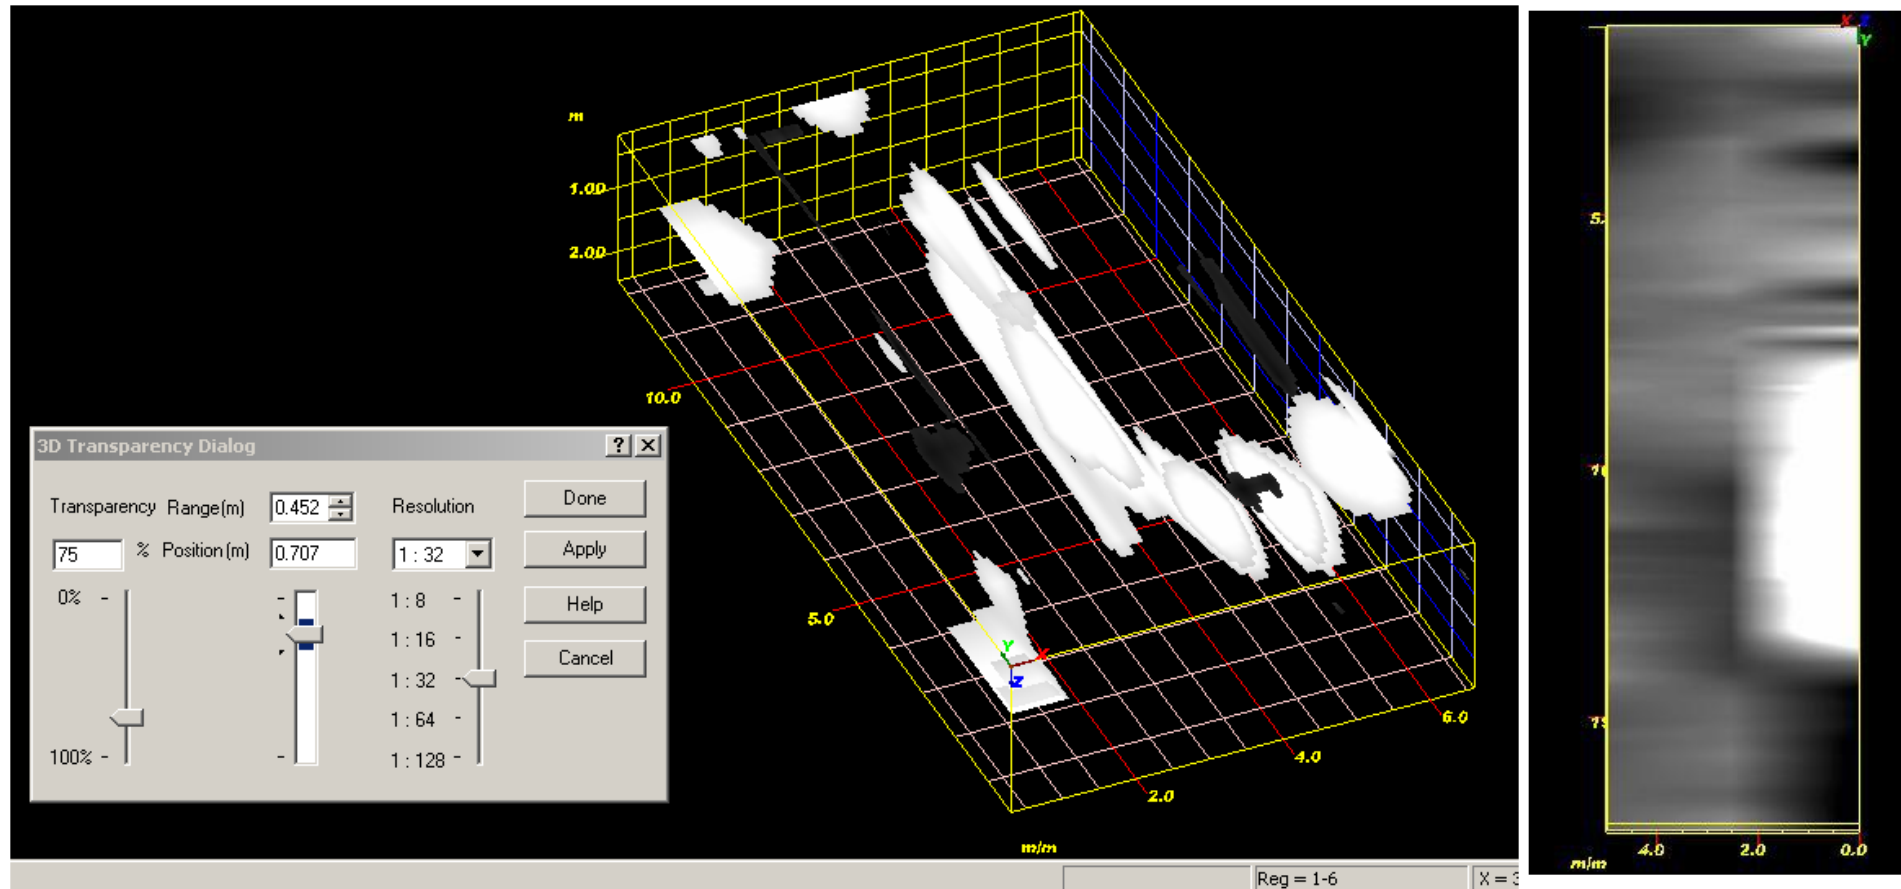 m
1.00
2.00
10.0
5.0
2.0
4.0
6.0
m/m
Y
X
Z
3D Transparency Dialog
Transparency Range(m) 0.452 Resolution Done
75 % Position(m) 0.707 1 : 32 Apply
0% 1 : 8 Help
1 : 16
1 : 32 Cancel
1 : 64
100% 1 : 128
Reg = 1-6
X = 3
X Z
Y
5.
4.0 2.0 0.0
m/m